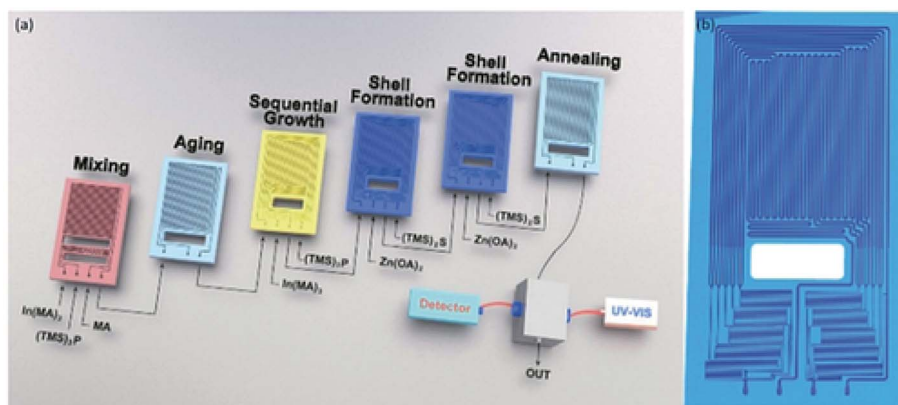 (a)
Mixing
Aging
Sequential
Growth
Shell
Formation
Shell
Formation
Annealing
In(MA)₃
(TMS)₃P
MA
In(MA)₃
(TMS)₃P
Zn(OA)₂
(TMS)₂S
Zn(OA)₂
(TMS)₂S
Detector
UV-VIS
OUT
(b)